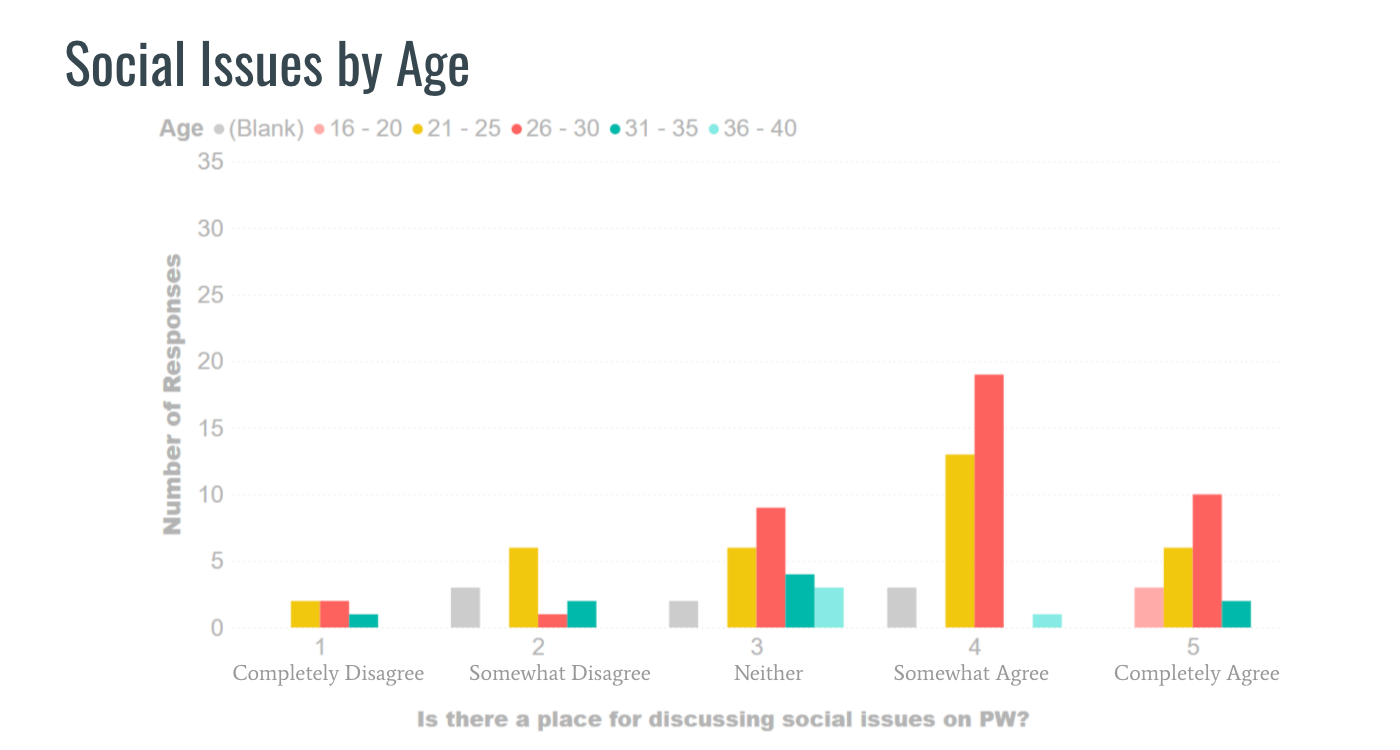 Social Issues by Age
Age (Blank) 16 - 20 21 - 25 26 - 30 31 - 35 36 - 40
35
30
25
20
15
10
5
0
Number of Responses
1 2 3 4 5
Completely Disagree Somewhat Disagree Neither Somewhat Agree Completely Agree
Is there a place for discussing social issues on PW?